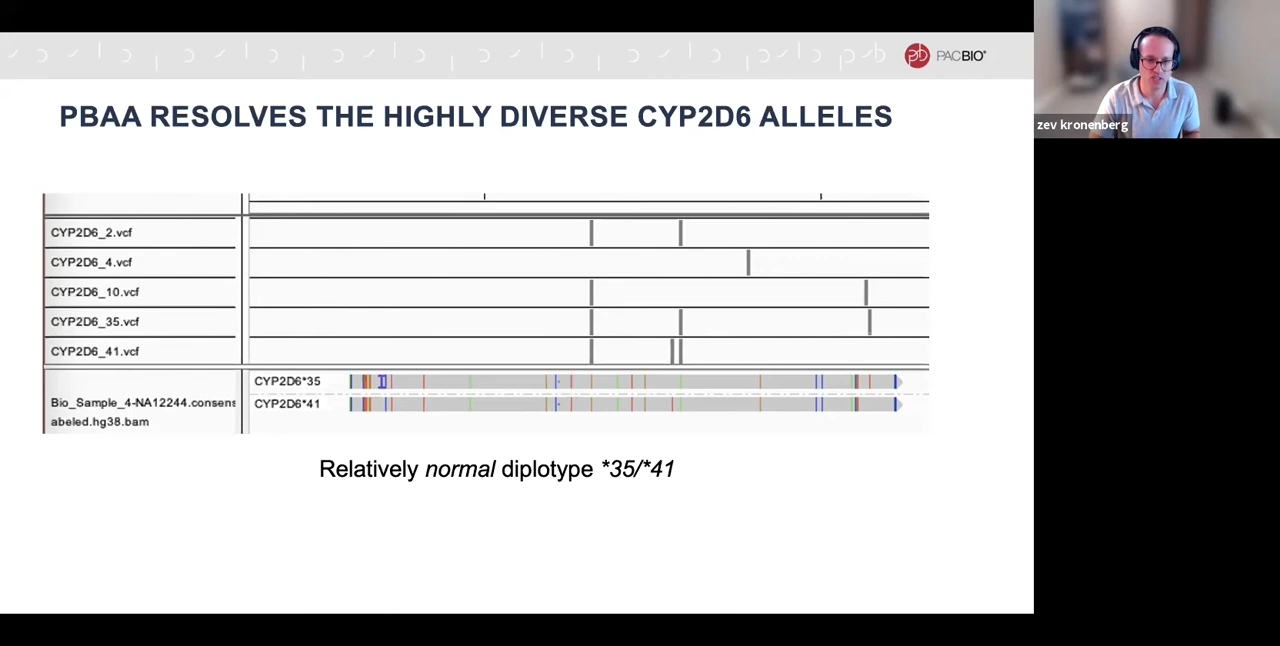 PACBIO®
zev kronenberg
PBAA RESOLVES THE HIGHLY DIVERSE CYP2D6 ALLELES
CYP2D6_2.vcf
CYP2D6_4.vcf
CYP2D6_10.vcf
CYP2D6_35.vcf
CYP2D6_41.vcf
CYP2D6*35
Bio_Sample_4-NA12244.consens
CYP2D6*41
abeled.hg38.bam
Relatively normal diplotype *35/*41